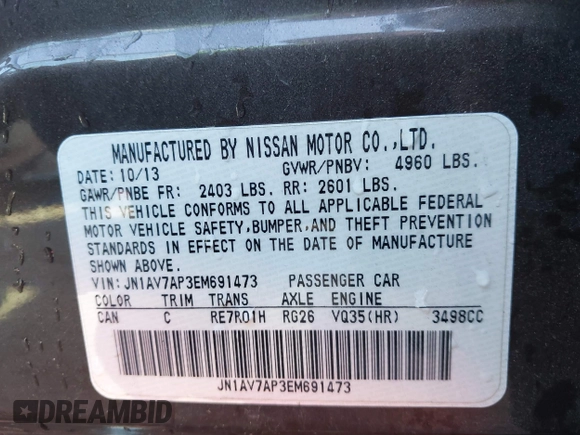 MANUFACTURED BY NISSAN MOTOR CO.,LTD.
DATE: 10/13 GVWR/PNBV: 4960 LBS.
GAWR/PNBE FR: 2403 LBS. RR: 2601 LBS.
THIS VEHICLE CONFORMS TO ALL APPLICABLE FEDERAL
MOTOR VEHICLE SAFETY,BUMPER,AND THEFT PREVENTION
STANDARDS IN EFFECT ON THE DATE OF MANUFACTURE
SHOWN ABOVE.
VIN: JN1AV7AP3EM691473 PASSENGER CAR
COLOR TRIM TRANS AXLE ENGINE
CAN C RE7R01H RG26 VQ35(HR) 3498CC
JN1AV7AP3EM691473
DREAMBID